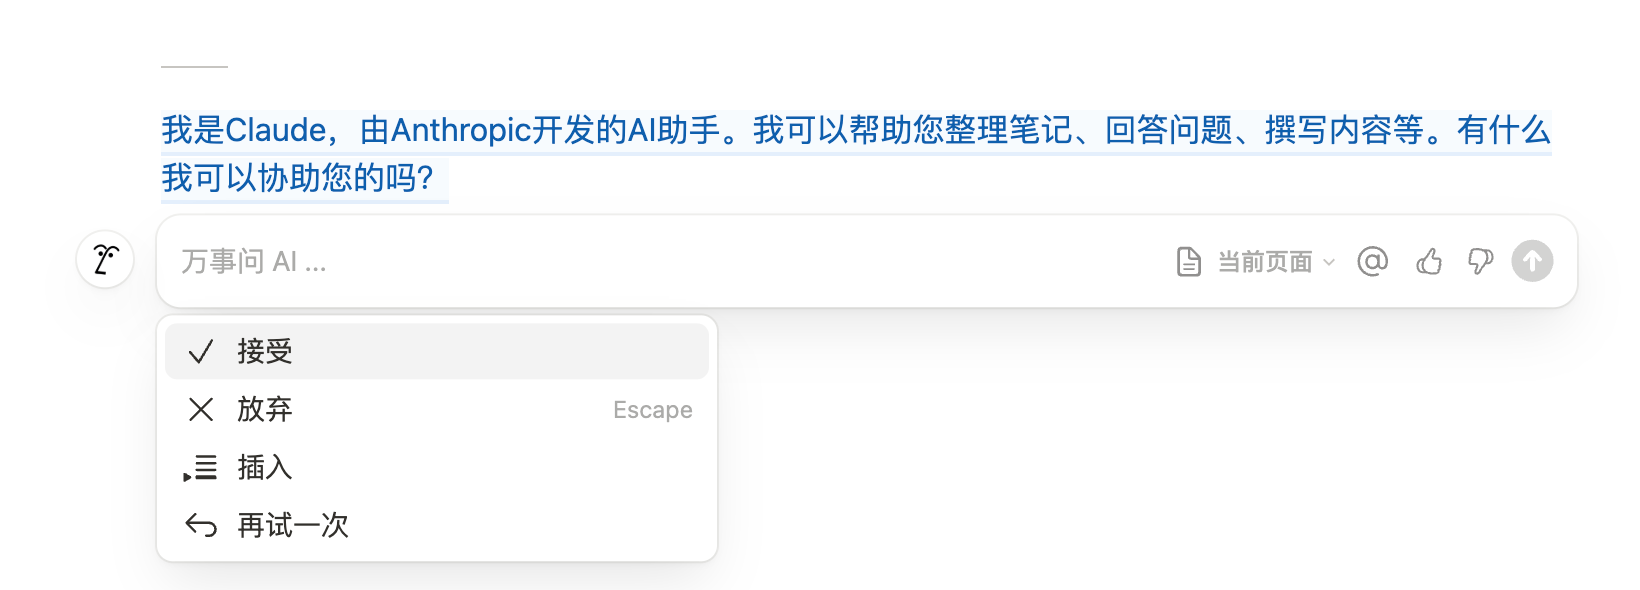 我是Claude，由Anthropic开发的AI助手。我可以帮助您整理笔记、回答问题、撰写内容等。有什么
我可以协助您的吗？
万事问 AI ...
当前页面
@
接受
放弃 Escape
插入
再试一次